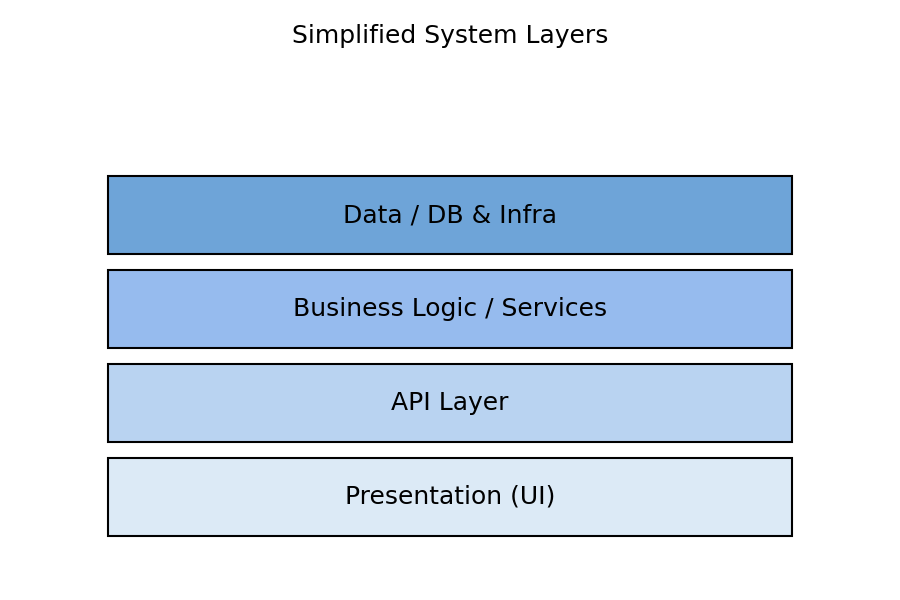 Simplified System Layers
Data / DB & Infra
Business Logic / Services
API Layer
Presentation (UI)